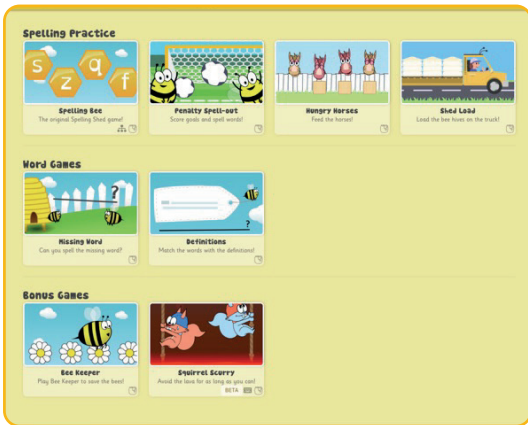 Spelling Practice
s z q f
Spelling Bee
The original Spelling Shed game!
Penalty Spell-out
Score goals and spell words!
Hungry Horses
Feed the horses!
Shed Load
Load the bee hives on the truck!
Word Games
?
Missing Word
Can you spell the missing word?
?
Definitions
Match the words with the definitions!
Bonus Games
Bee Keeper
Play Bee Keeper to save the bees!
Squirrel Scurry
Avoid the lava for as long as you can!
BETA